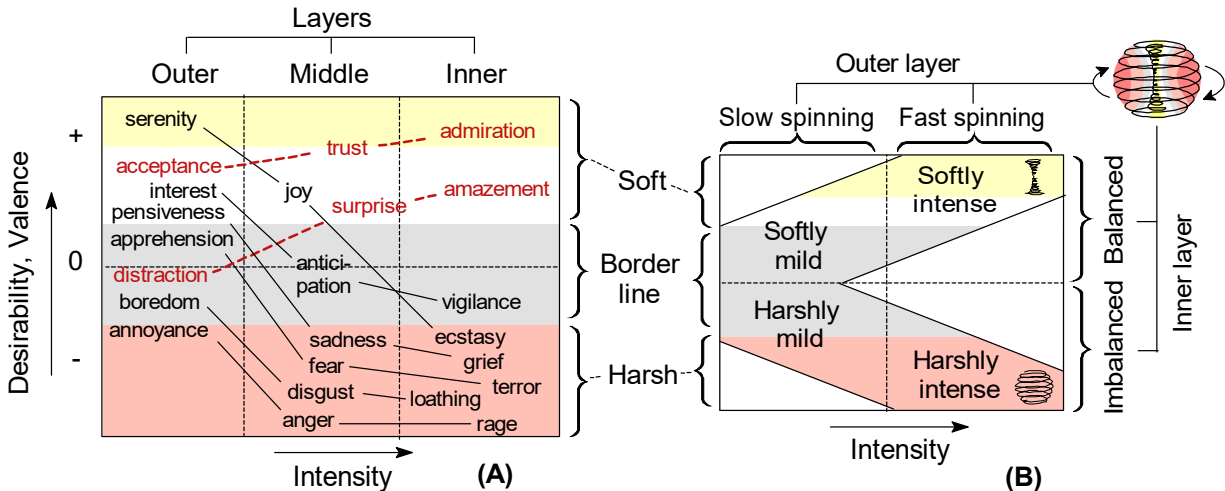 Layers
Outer Middle Inner
Desirability, Valence
+
0
-
serenity
acceptance
trust
admiration
interest
joy
amazement
pensiveness
surprise
apprehension
distraction
antici-
pation
boredom
vigilance
annoyance
sadness
ecstasy
fear
grief
terror
disgust
loathing
anger
rage
Intensity
(A)
Soft
Border
line
Harsh
Outer layer
Slow spinning
Fast spinning
Softly
intense
Softly
mild
Harshly
mild
Harshly
intense
Balanced
Imbalanced
Inner layer
Intensity
(B)